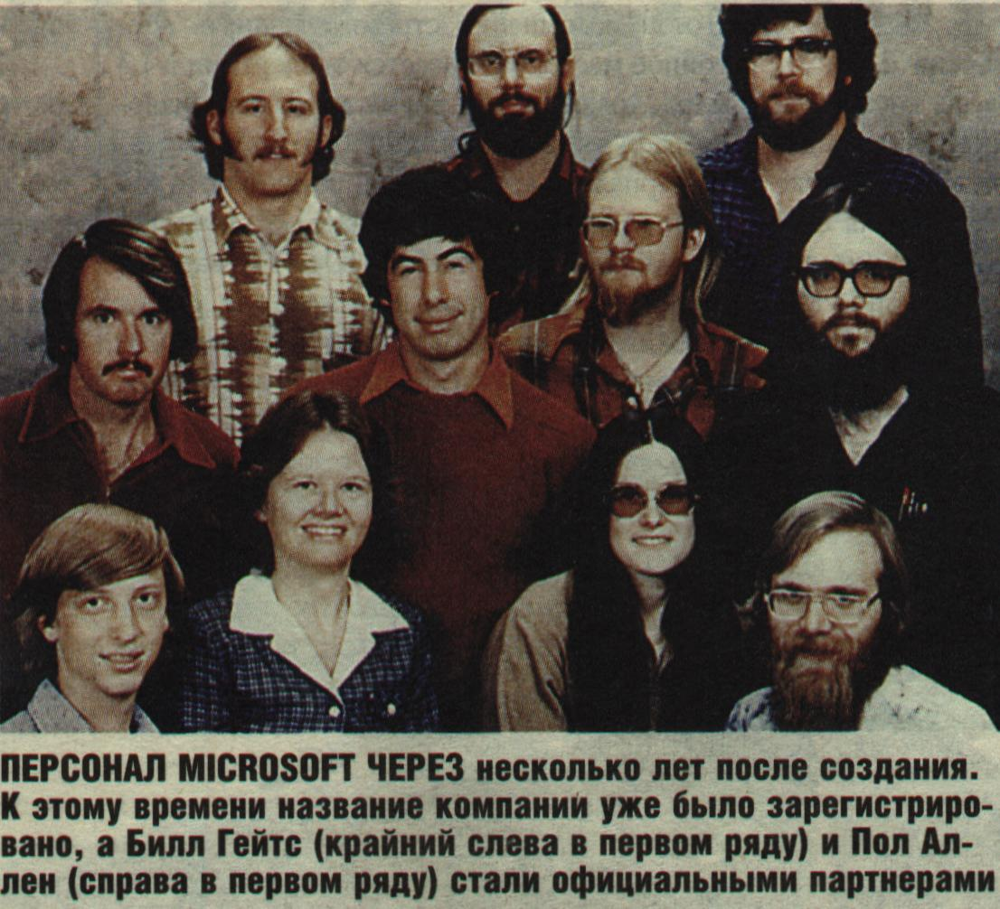 ПЕРСОНАЛ MICROSOFT ЧЕРЕЗ несколько лет после создания.
К этому времени название компаний уже было зарегистриро-
вано, а Билл Гейтс (крайний слева в первом ряду) и Пол Ал-
лен (справа в первом ряду) стали официальными партнерами